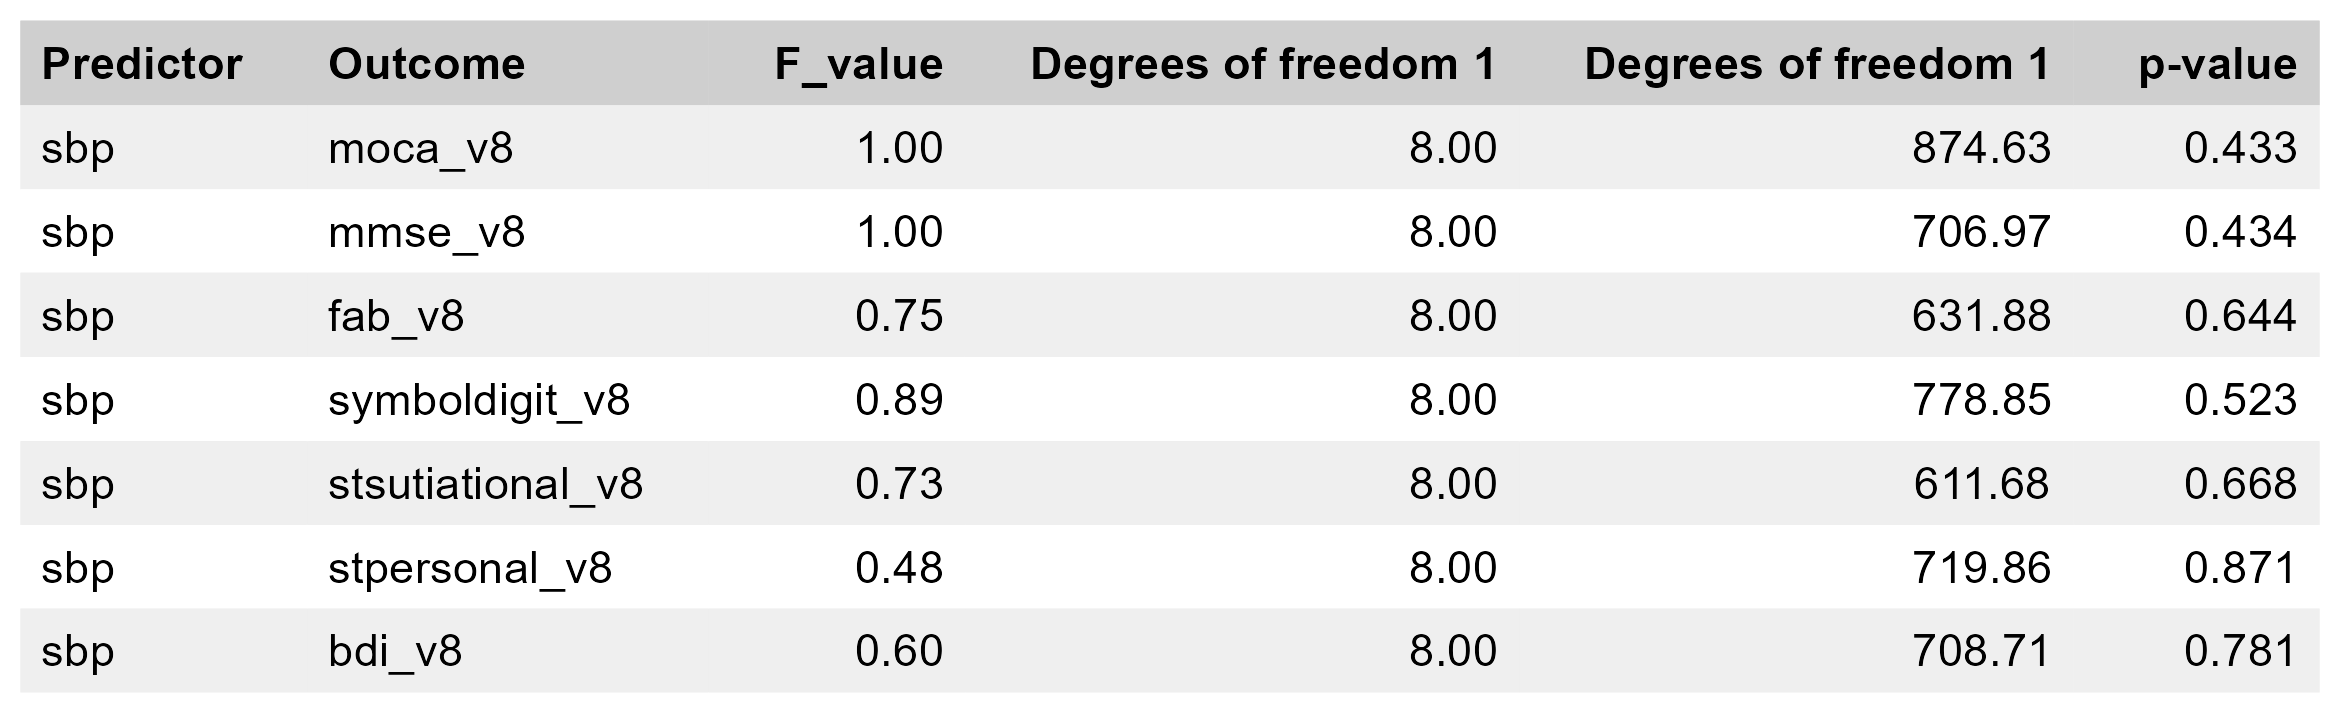 Predictor Outcome F_value Degrees of freedom 1 Degrees of freedom 1 p-value
sbp moca_v8 1.00 8.00 874.63 0.433
sbp mmse_v8 1.00 8.00 706.97 0.434
sbp fab_v8 0.75 8.00 631.88 0.644
sbp symboldigit_v8 0.89 8.00 778.85 0.523
sbp stsutiational_v8 0.73 8.00 611.68 0.668
sbp stpersonal_v8 0.48 8.00 719.86 0.871
sbp bdi_v8 0.60 8.00 708.71 0.781